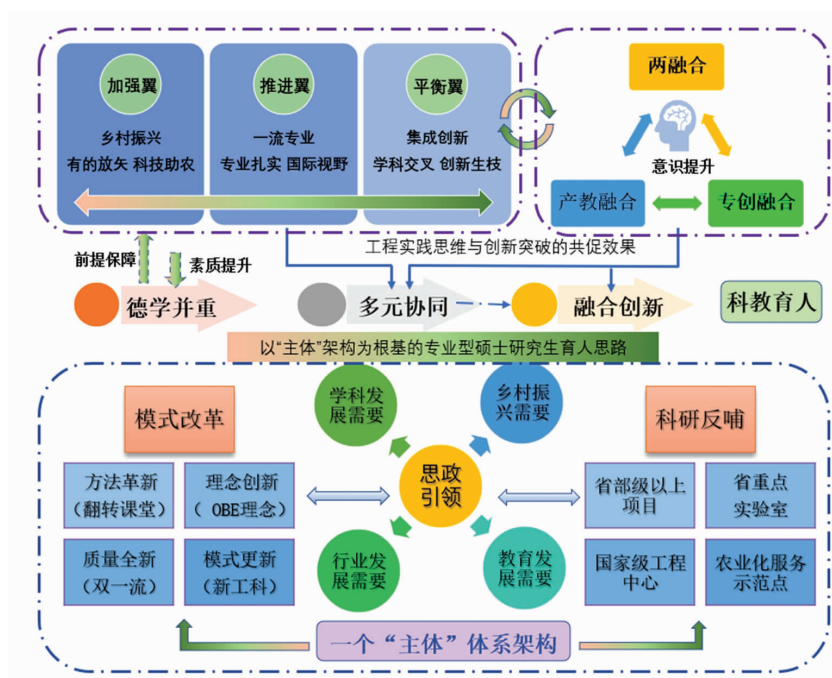 加强翼
乡村振兴
有的放矢 科技助农
推进翼
一流专业
专业扎实 国际视野
平衡翼
集成创新
学科交叉 创新生枝
两融合
意识提升
产教融合
专创融合
前提保障
素质提升
工程实践思维与创新突破的共促效果
德学并重
多元协同
融合创新
科教育人
以“主体”架构为根基的专业型硕士研究生育人思路
模式改革
方法革新
(翻转课堂)
理念创新
( OBE理念)
质量全新
(双一流)
模式更新
(新工科)
学科发
展需要
乡村振
兴需要
思政
引领
行业发
展需要
教育发
展需要
科研反哺
省部级以上
项目
省重点
实验室
国家级工程
中心
农业化服务
示范点
一个“主体”体系架构